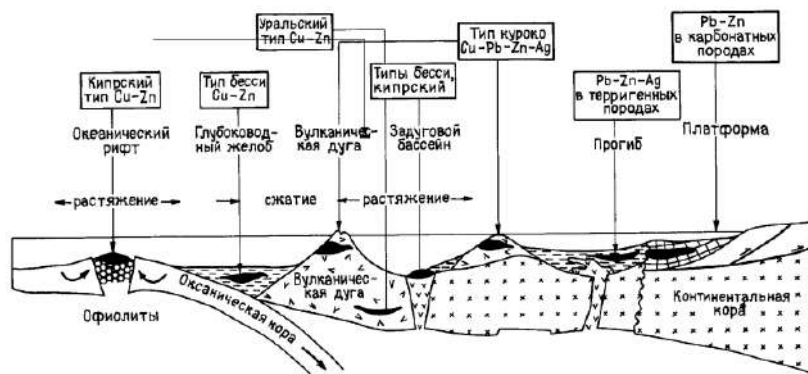 Уральский
тип Cu-Zn
Тип куроко
Cu-Pb-Zn-Ag
Pb-Zn
в карбонатных
породах
Кипрский
тип Cu-Zn
Тип бесси
Cu-Zn
Типы бесси,
кипрский
Pb-Zn-Ag
в терригенных
породах
Океанический
рифт
Глубоковод-
ный желоб
Вулканичес-
кая дуга
Задуговой
бассейн
Прогиб
Платформа
растяжение
сжатие
растяжение
Вулканичес-
кая дуга
Океаническая кора
Офиолиты
Континентальная
кора